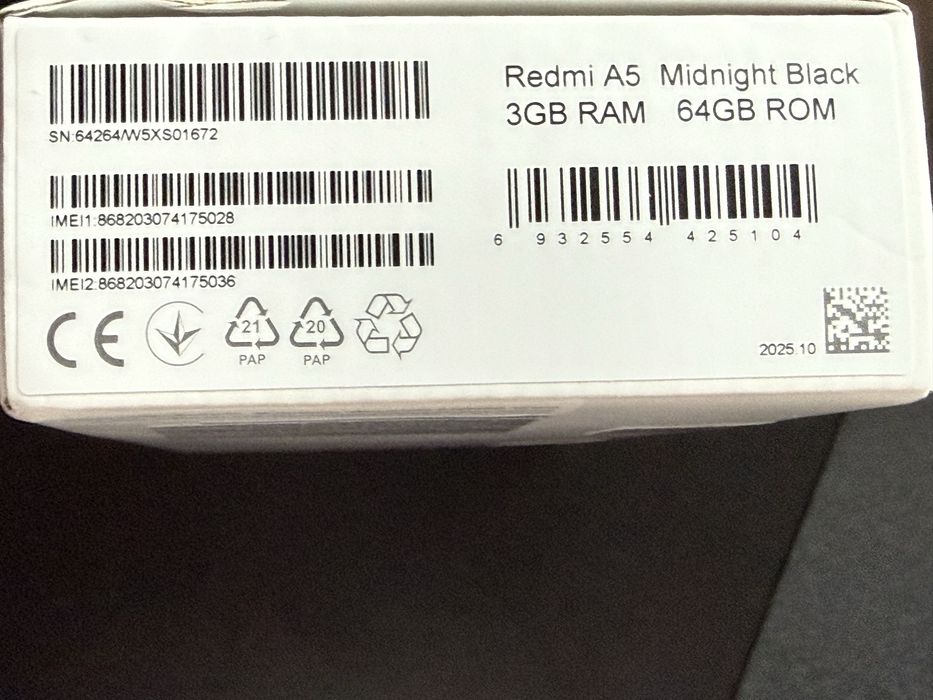 SN:64264/W5XS01672
IMEI1:868203074175028
IMEI2:868203074175036
CE
21
PAP
20
PAP
Redmi A5 Midnight Black
3GB RAM 64GB ROM
6 932554 425104
2025.10